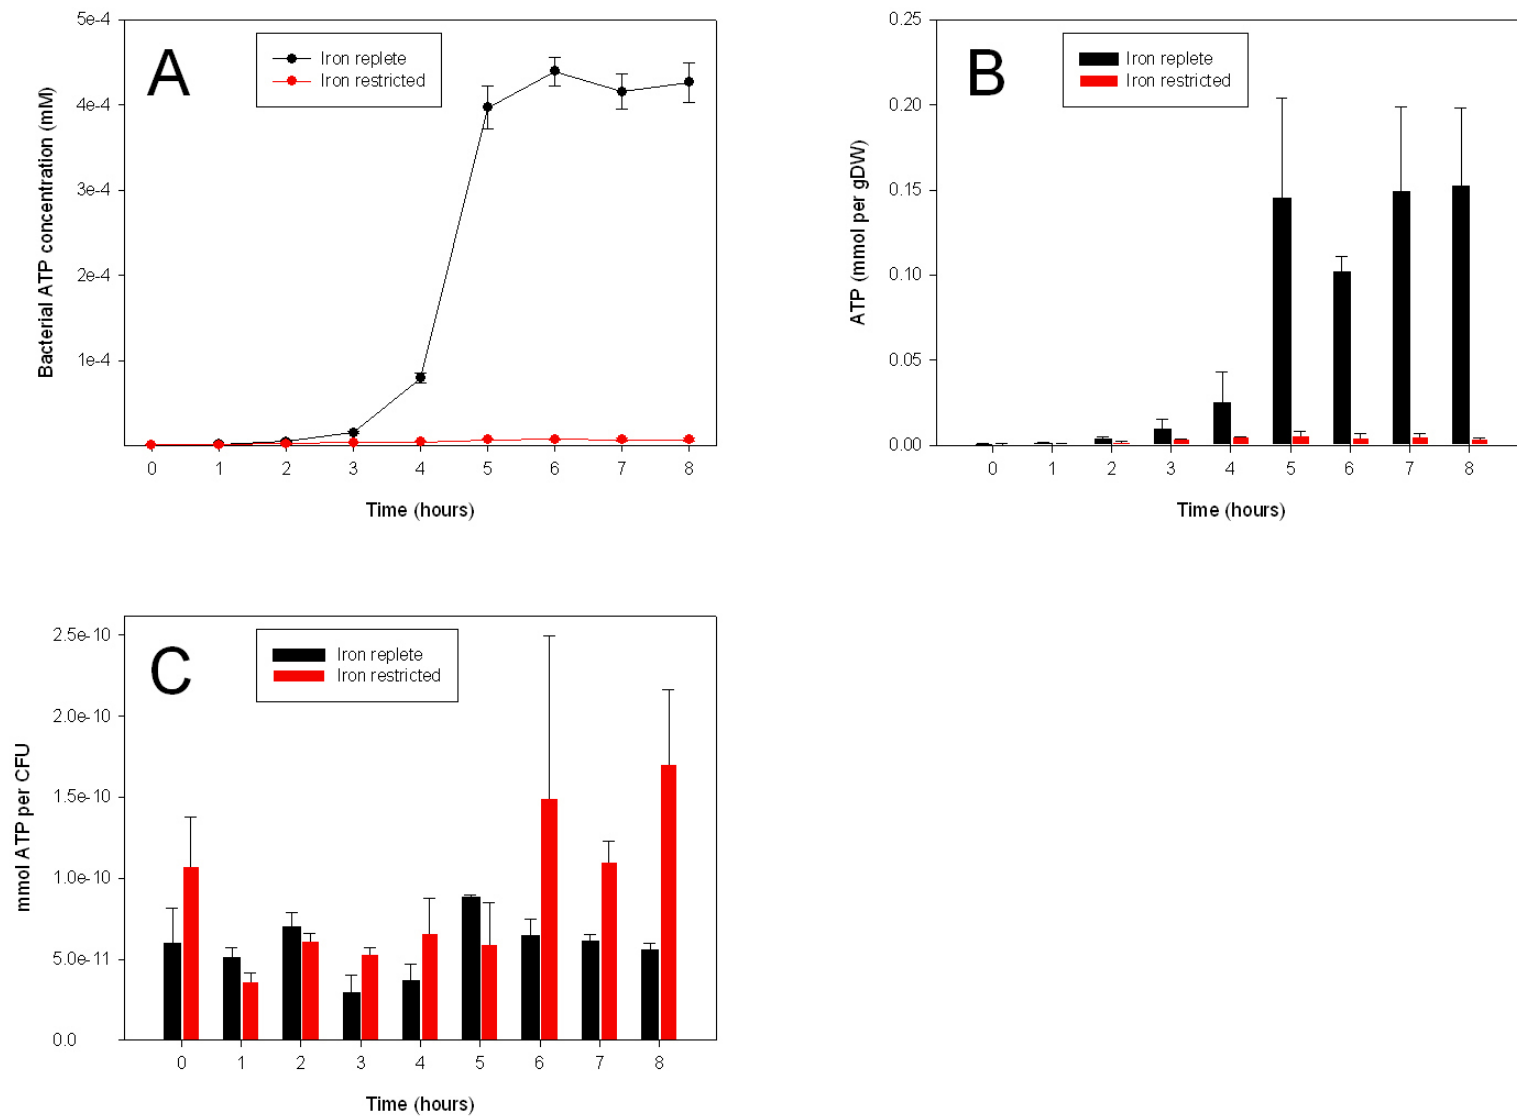 A
Iron replete
Iron restricted
5e-4
4e-4
3e-4
2e-4
1e-4
Bacterial ATP concentration (mM)
0 1 2 3 4 5 6 7 8
Time (hours)
B
Iron replete
Iron restricted
0.25
0.20
0.15
0.10
0.05
0.00
ATP (mmol per gDW)
0 1 2 3 4 5 6 7 8
Time (hours)
C
Iron replete
Iron restricted
2.5e-10
2.0e-10
1.5e-10
1.0e-10
5.0e-11
0.0
mmol ATP per CFU
0 1 2 3 4 5 6 7 8
Time (hours)